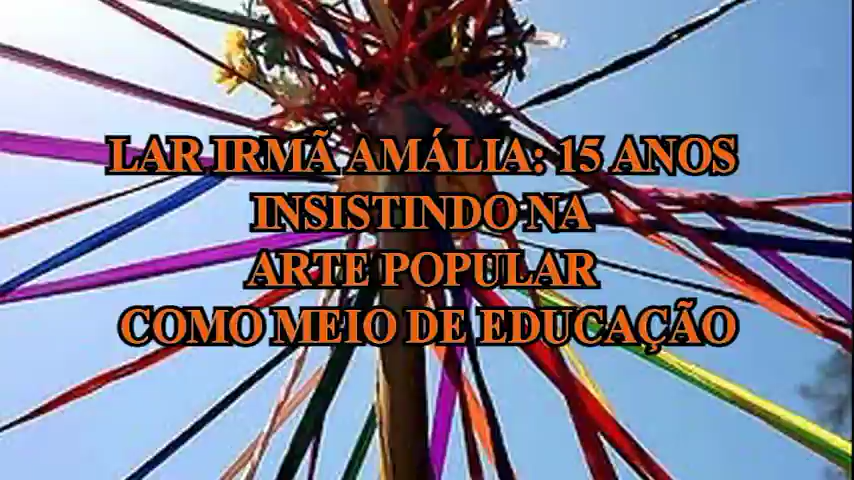 LAR IRMÃ AMÁLIA: 15 ANOS
INSISTINDO NA
ARTE POPULAR
COMO MEIO DE EDUCAÇÃO